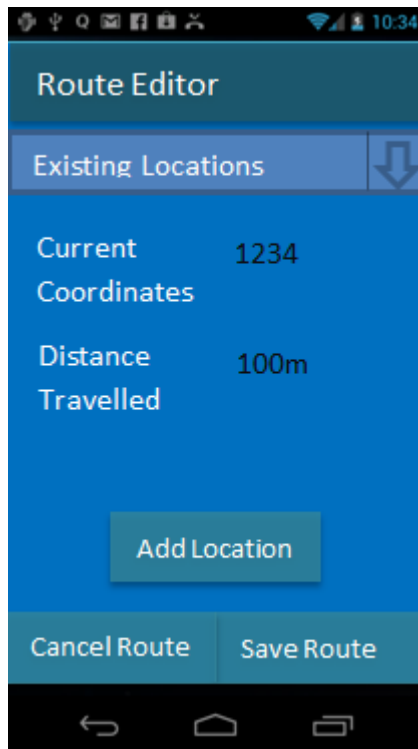 Q 10:34
Route Editor
Existing Locations
Current 1234
Coordinates
Distance 100m
Travelled
Add Location
Cancel Route Save Route